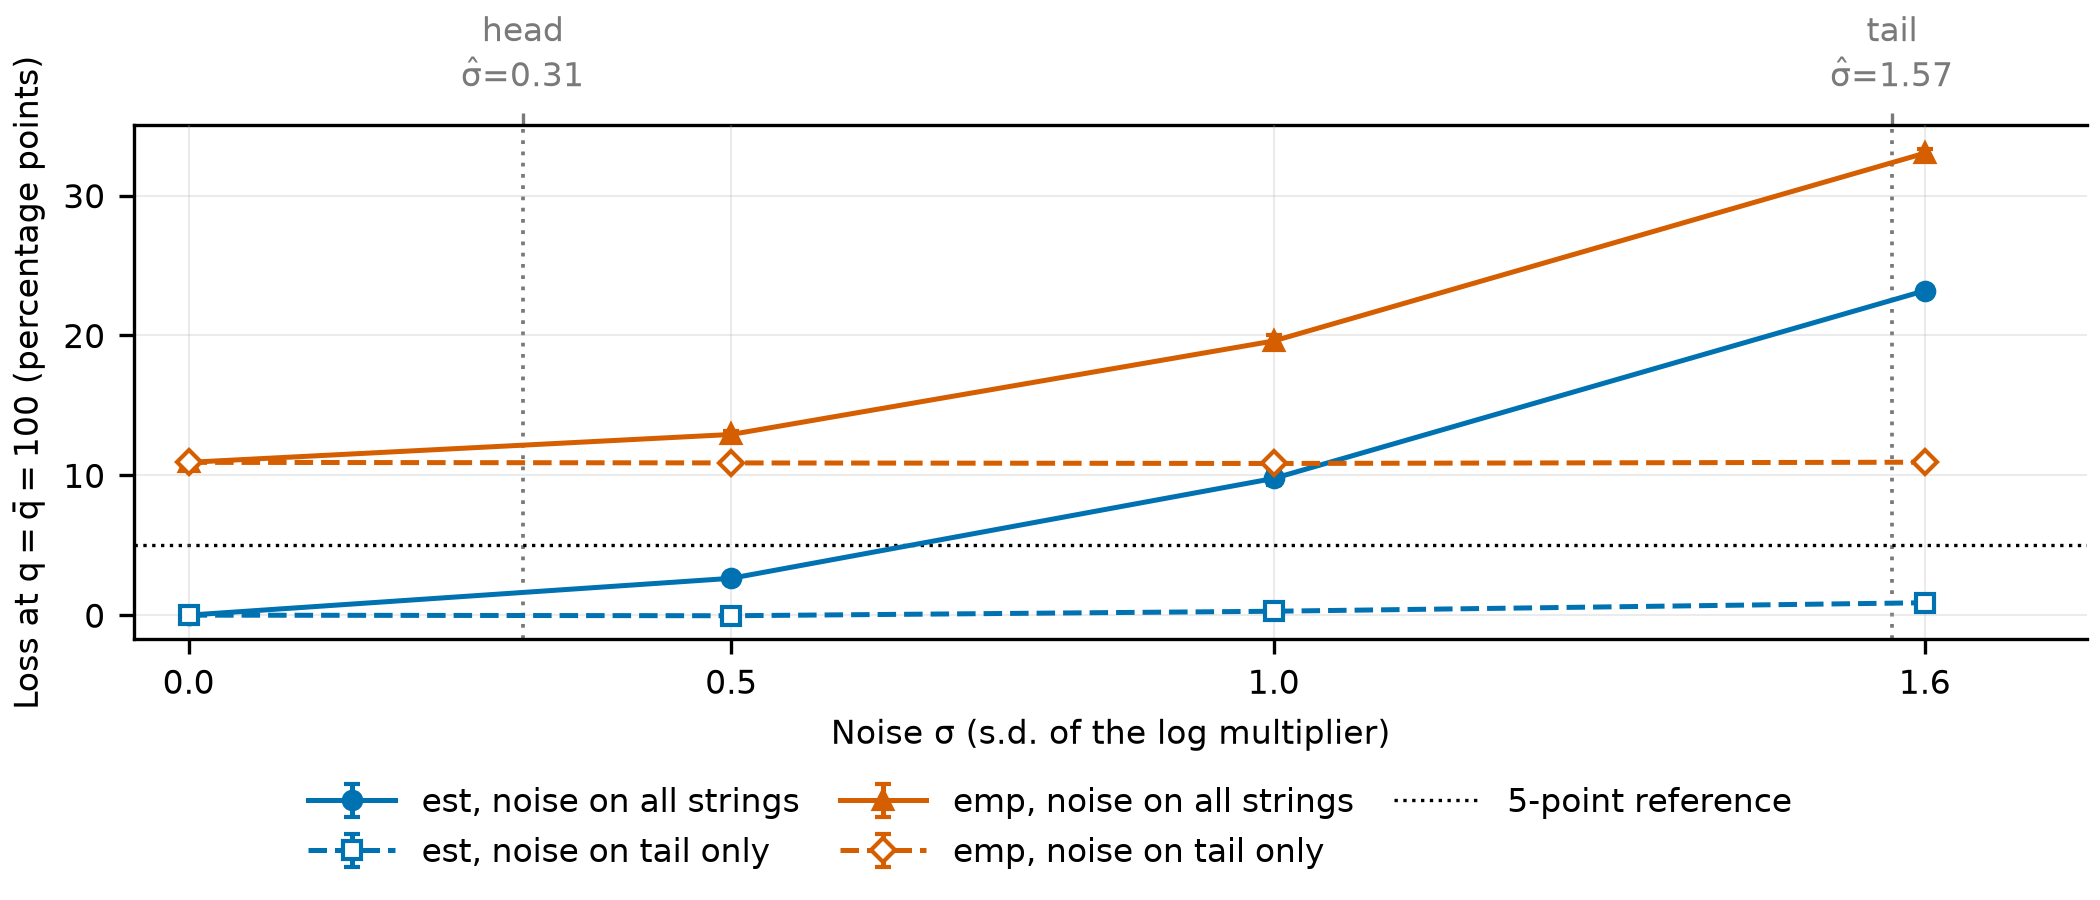 head
σ̂=0.31
tail
σ̂=1.57
Loss at q = q̄ = 100 (percentage points)
30
20
10
0
0.0
0.5
1.0
1.6
Noise σ (s.d. of the log multiplier)
est, noise on all strings
emp, noise on all strings
5-point reference
est, noise on tail only
emp, noise on tail only